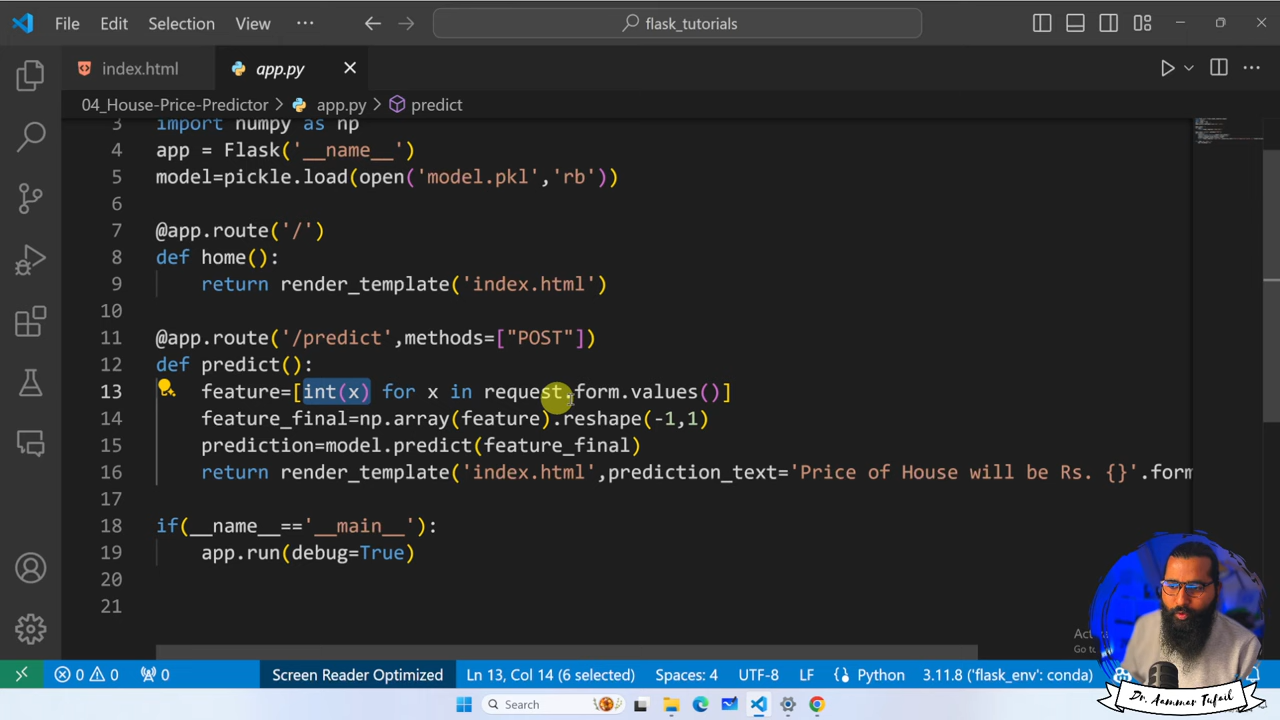 File Edit Selection View ··· flask_tutorials
index.html app.py
04_House-Price-Predictor > app.py > predict
3 import numpy as np
4 app = Flask('__name__')
5 model=pickle.load(open('model.pkl','rb'))
6
7 @app.route('/')
8 def home():
9 return render_template('index.html')
10
11 @app.route('/predict',methods=["POST"])
12 def predict():
13 feature=[int(x) for x in request.form.values()]
14 feature_final=np.array(feature).reshape(-1,1)
15 prediction=model.predict(feature_final)
16 return render_template('index.html',prediction_text='Price of House will be Rs. {}'.form
17
18 if(__name__=='__main__'):
19 app.run(debug=True)
20
21
0 0 0 Screen Reader Optimized Ln 13, Col 14 (6 selected) Spaces: 4 UTF-8 LF Python 3.11.8 ('flask_env': conda)
Search
Dr. Aammar Tufail